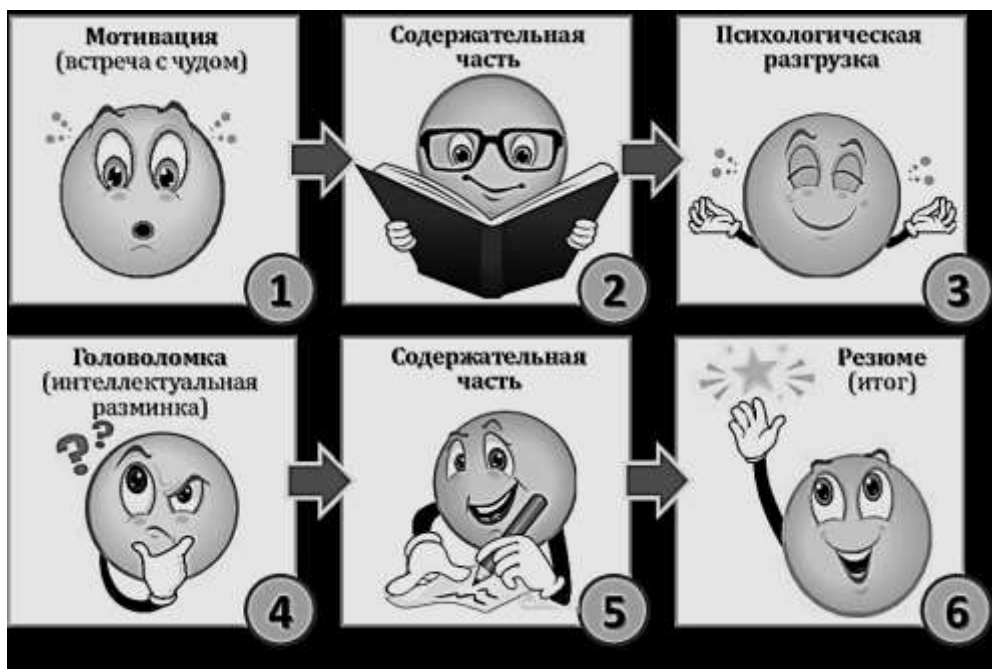 Мотивация
(встреча с чудом)
1
Содержательная
часть
2
Психологическая
разгрузка
3
Головоломка
(интеллектуальная
разминка)
??
4
Содержательная
часть
5
Резюме
(итог)
6